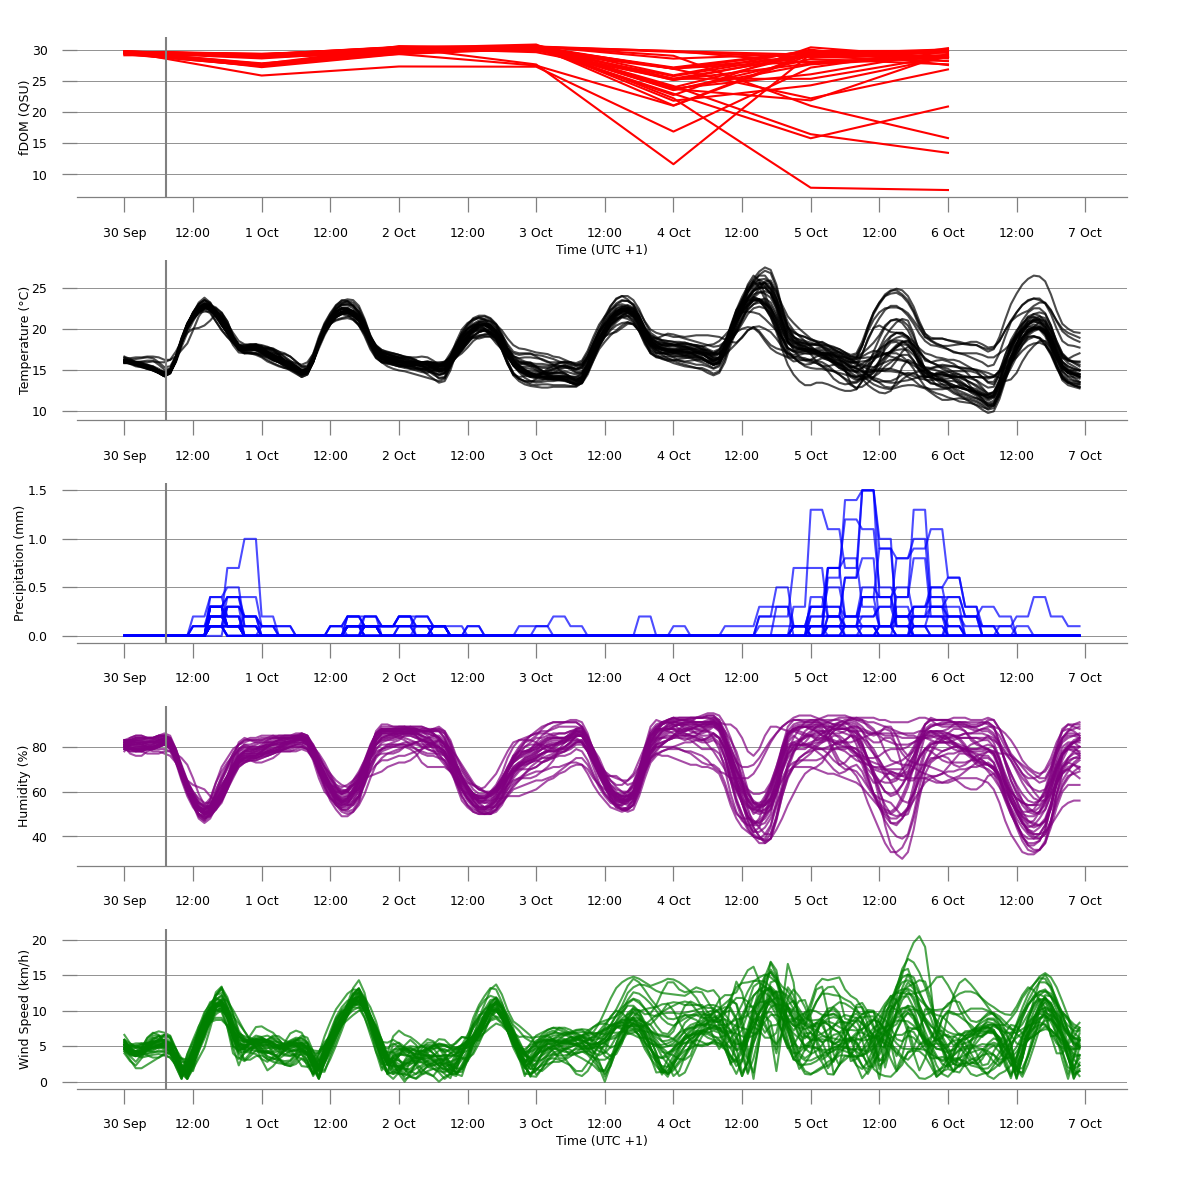 fDOM (QSU)
30
25
20
15
10
30 Sep 12:00 1 Oct 12:00 2 Oct 12:00 3 Oct 12:00 4 Oct 12:00 5 Oct 12:00 6 Oct 12:00 7 Oct
Time (UTC +1)
Temperature (°C)
25
20
15
10
30 Sep 12:00 1 Oct 12:00 2 Oct 12:00 3 Oct 12:00 4 Oct 12:00 5 Oct 12:00 6 Oct 12:00 7 Oct
Precipitation (mm)
1.5
1.0
0.5
0.0
30 Sep 12:00 1 Oct 12:00 2 Oct 12:00 3 Oct 12:00 4 Oct 12:00 5 Oct 12:00 6 Oct 12:00 7 Oct
Humidity (%)
80
60
40
30 Sep 12:00 1 Oct 12:00 2 Oct 12:00 3 Oct 12:00 4 Oct 12:00 5 Oct 12:00 6 Oct 12:00 7 Oct
Wind Speed (km/h)
20
15
10
5
0
30 Sep 12:00 1 Oct 12:00 2 Oct 12:00 3 Oct 12:00 4 Oct 12:00 5 Oct 12:00 6 Oct 12:00 7 Oct
Time (UTC +1)